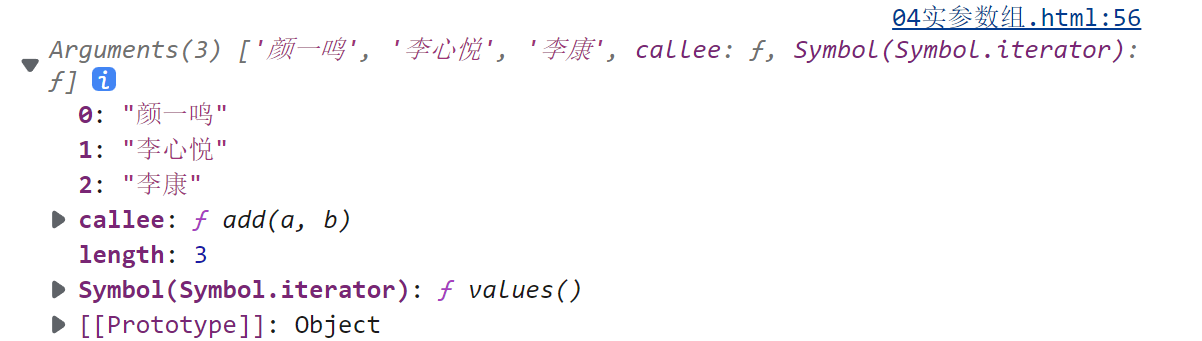 04实参数组.html:56
Arguments(3) ['颜一鸣', '李心悦', '李康', callee: ƒ, Symbol(Symbol.iterator):
ƒ] i
0: "颜一鸣"
1: "李心悦"
2: "李康"
callee: ƒ add(a, b)
length: 3
Symbol(Symbol.iterator): ƒ values()
[[Prototype]]: Object